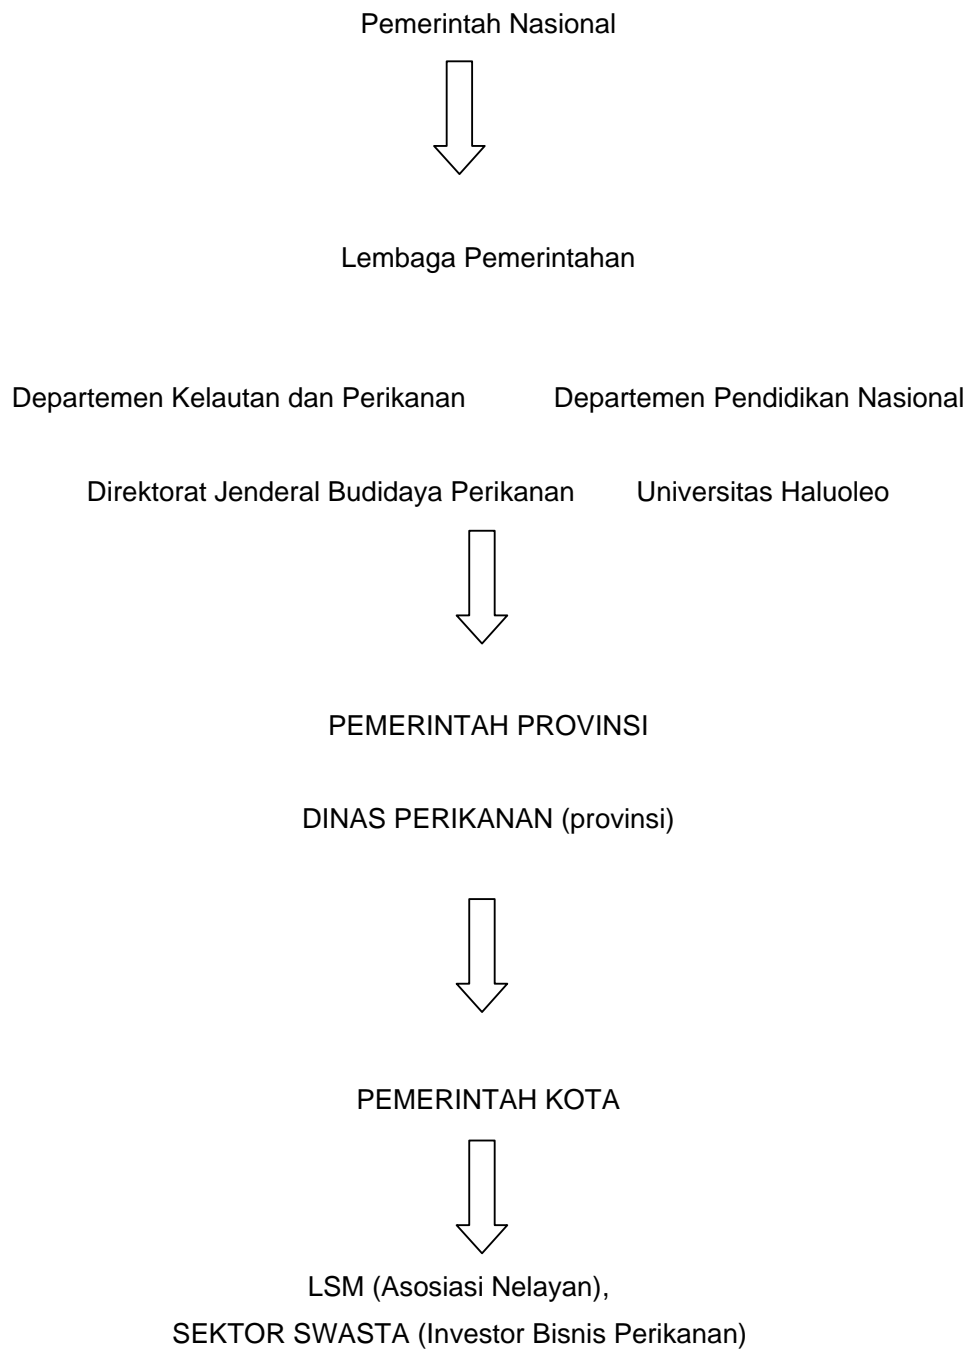 Pemerintah Nasional
Lembaga Pemerintahan
Departemen Kelautan dan Perikanan Departemen Pendidikan Nasional
Direktorat Jenderal Budidaya Perikanan Universitas Haluoleo
PEMERINTAH PROVINSI
DINAS PERIKANAN (provinsi)
PEMERINTAH KOTA
LSM (Asosiasi Nelayan),
SEKTOR SWASTA (Investor Bisnis Perikanan)